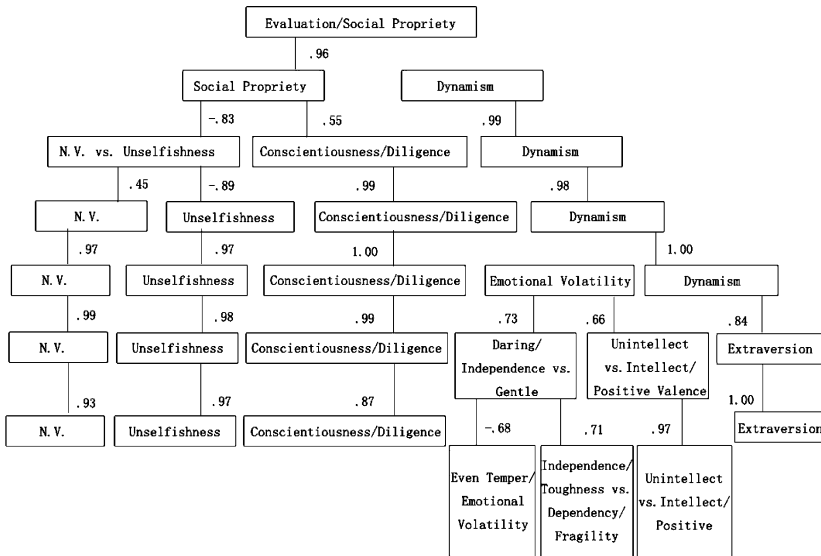 Evaluation/Social Propriety
.96
Social Propriety
Dynamism
-.83
.55
.99
N.V. vs. Unselfishness
Conscientiousness/Diligence
Dynamism
.45
-.89
.99
.98
N.V.
Unselfishness
Conscientiousness/Diligence
Dynamism
.97
.97
1.00
1.00
N.V.
Unselfishness
Conscientiousness/Diligence
Emotional Volatility
Dynamism
.99
.98
.99
.73
.66
.84
N.V.
Unselfishness
Conscientiousness/Diligence
Daring/
Independence vs.
Gentle
Unintellect
vs.Intellect/
Positive Valence
Extraversion
.93
.97
.87
1.00
N.V.
Unselfishness
Conscientiousness/Diligence
Extraversion
-.68
.71
.97
Even Temper/
Emotional
Volatility
Independence/
Toughness vs.
Dependency/
Fragility
Unintellect
vs.Intellect/
Positive